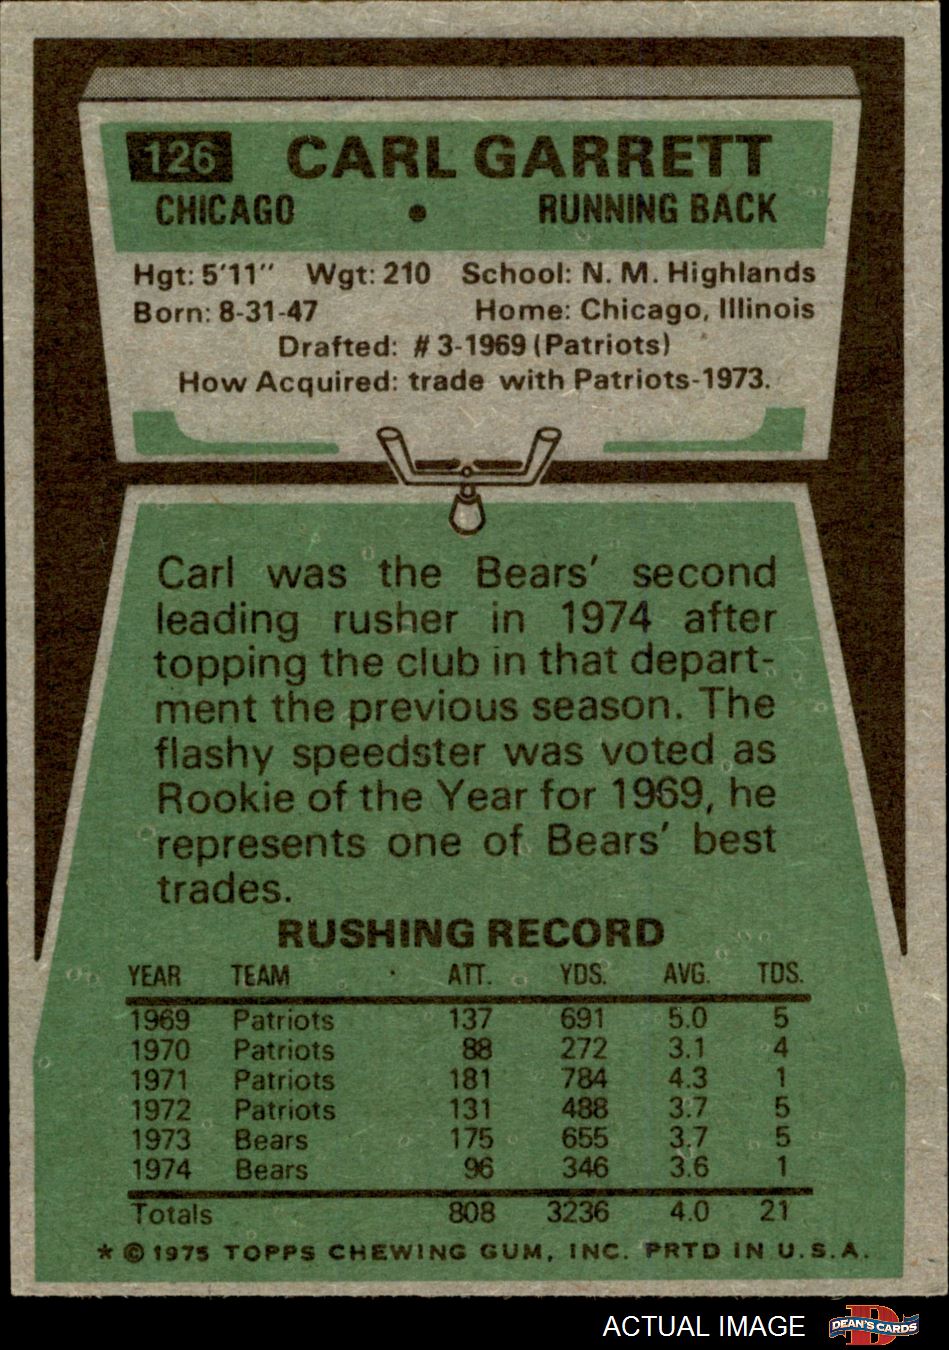 126 CARL GARRETT
CHICAGO • RUNNING BACK
Hgt: 5'11" Wgt: 210 School: N. M. Highlands
Born: 8-31-47 Home: Chicago, Illinois
Drafted: #3-1969 (Patriots)
How Acquired: trade with Patriots-1973.
Carl was the Bears' second
leading rusher in 1974 after
topping the club in that depart-
ment the previous season. The
flashy speedster was voted as
Rookie of the Year for 1969, he
represents one of Bears' best
trades.
RUSHING RECORD
YEAR TEAM ATT. YDS. AVG. TDS.
1969 Patriots 137 691 5.0 5
1970 Patriots 88 272 3.1 4
1971 Patriots 181 784 4.3 1
1972 Patriots 131 488 3.7 5
1973 Bears 175 655 3.7 5
1974 Bears 96 346 3.6 1
Totals 808 3236 4.0 21
* © 1975 TOPPS CHEWING GUM, INC. PRTD IN U.S.A.
ACTUAL IMAGE D DEAN'S CARDS